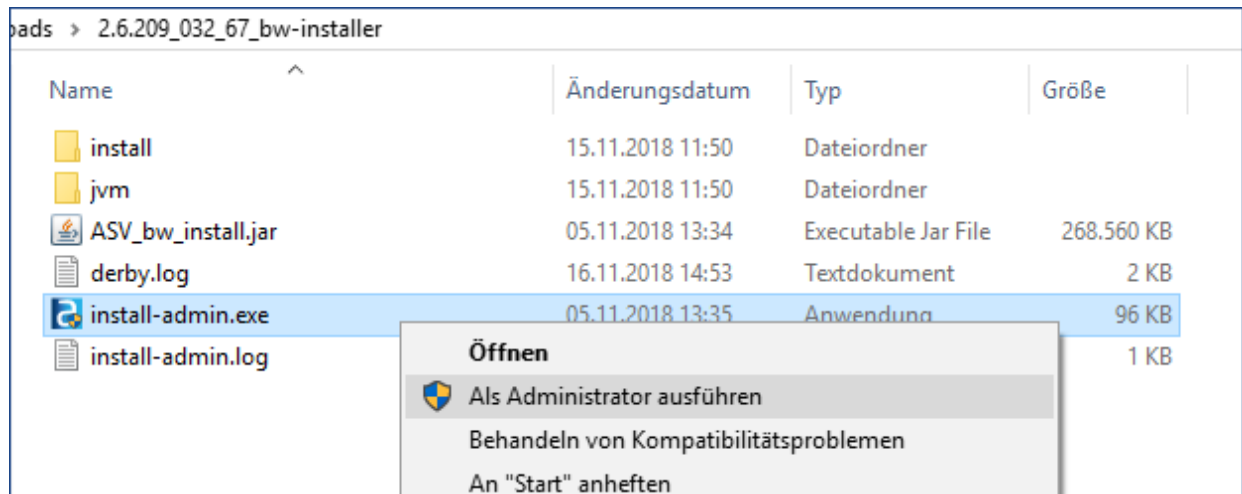 > 2.6.209_032_67_bw-installer
Name Änderungsdatum Typ Größe
install 15.11.2018 11:50 Dateiordner
jvm 15.11.2018 11:50 Dateiordner
ASV_bw_install.jar 05.11.2018 13:34 Executable Jar File 268.560 KB
derby.log 16.11.2018 14:53 Textdokument 2 KB
install-admin.exe 05.11.2018 13:35 Anwendung 96 KB
install-admin.log 1 KB
Öffnen
Als Administrator ausführen
Behandeln von Kompatibilitätsproblemen
An "Start" anheften